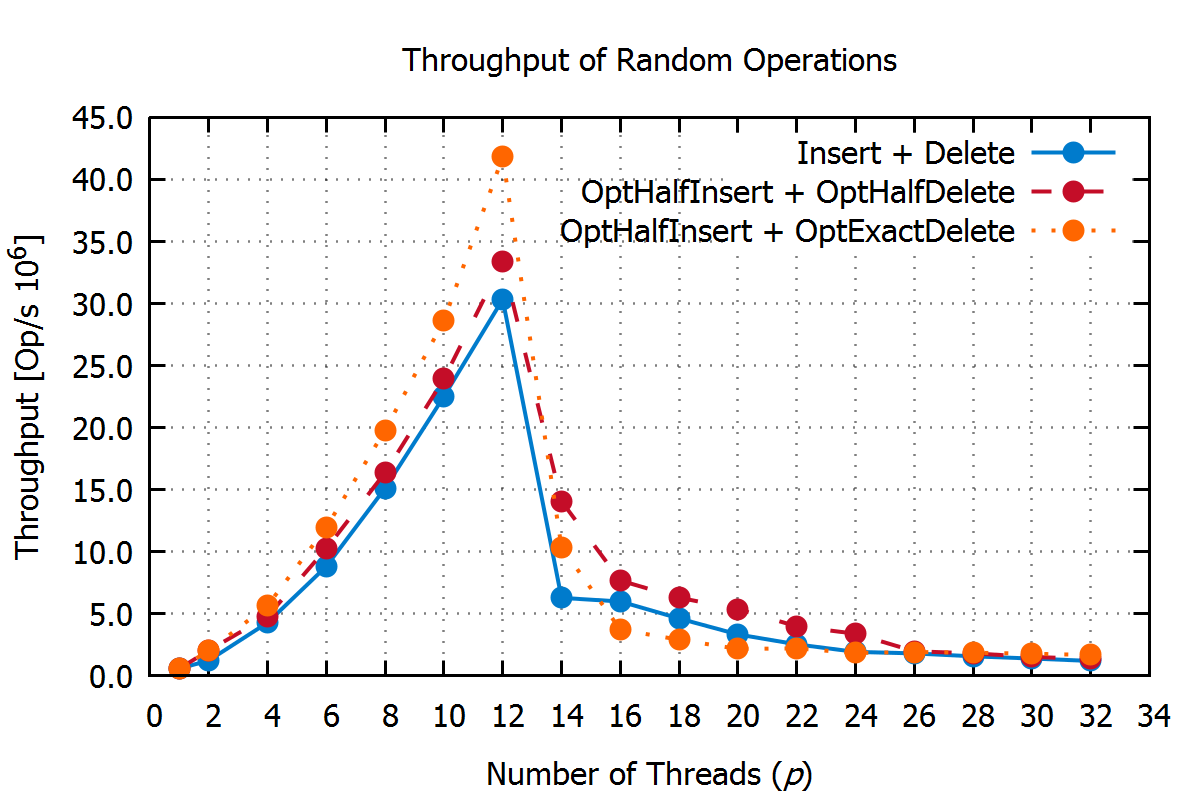 Throughput of Random Operations
Throughput [Op/s 10^6]
45.0
40.0
35.0
30.0
25.0
20.0
15.0
10.0
5.0
0.0
Insert + Delete
OptHalfInsert + OptHalfDelete
OptHalfInsert + OptExactDelete
0 2 4 6 8 10 12 14 16 18 20 22 24 26 28 30 32 34
Number of Threads (p)